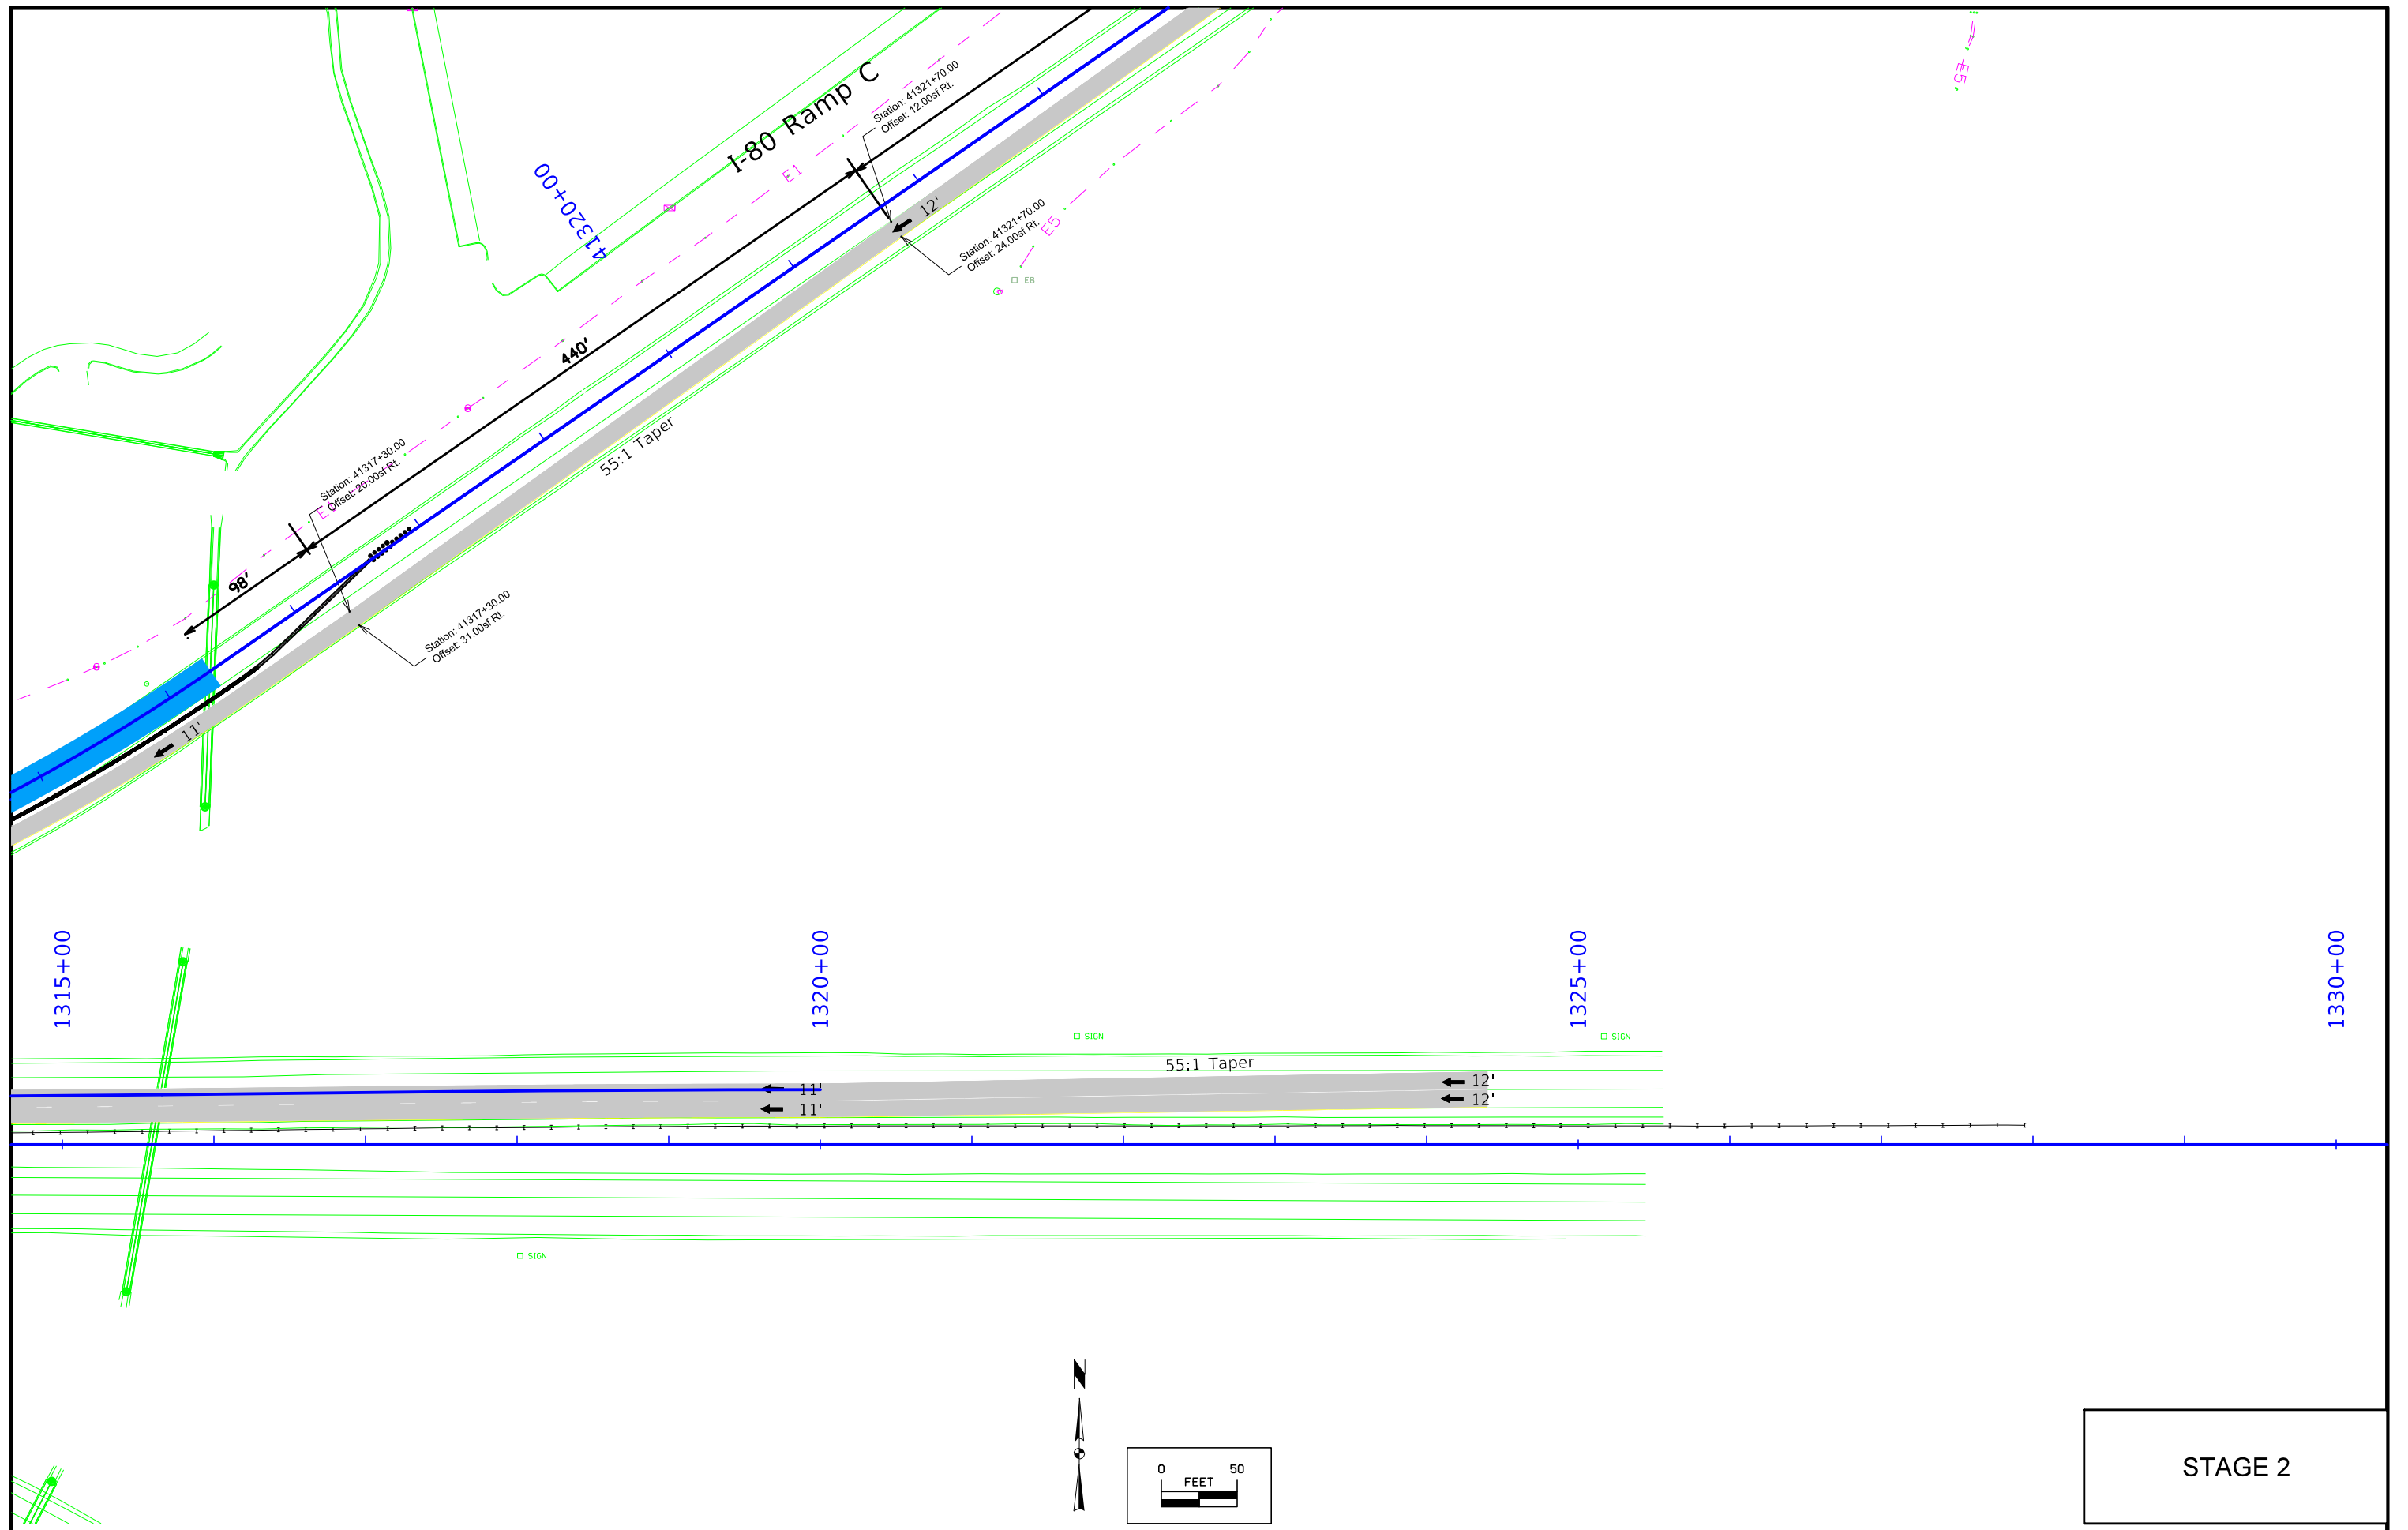 I-80 Ramp C
Station: 41321+70.00
Offset: 12.00sf Rt.
E1
41320+00
12'
Station: 41321+70.00
Offset: 24.00sf Rt.
E5
E8
E5
440'
55:1 Taper
Station: 41317+30.00
Offset: 20.00sf Rt.
98'
Station: 41317+30.00
Offset: 31.00sf Rt.
11'
1315+00
1320+00
1325+00
1330+00
SIGN
SIGN
55:1 Taper
11'
11'
12'
12'
SIGN
N
0 50
FEET
STAGE 2